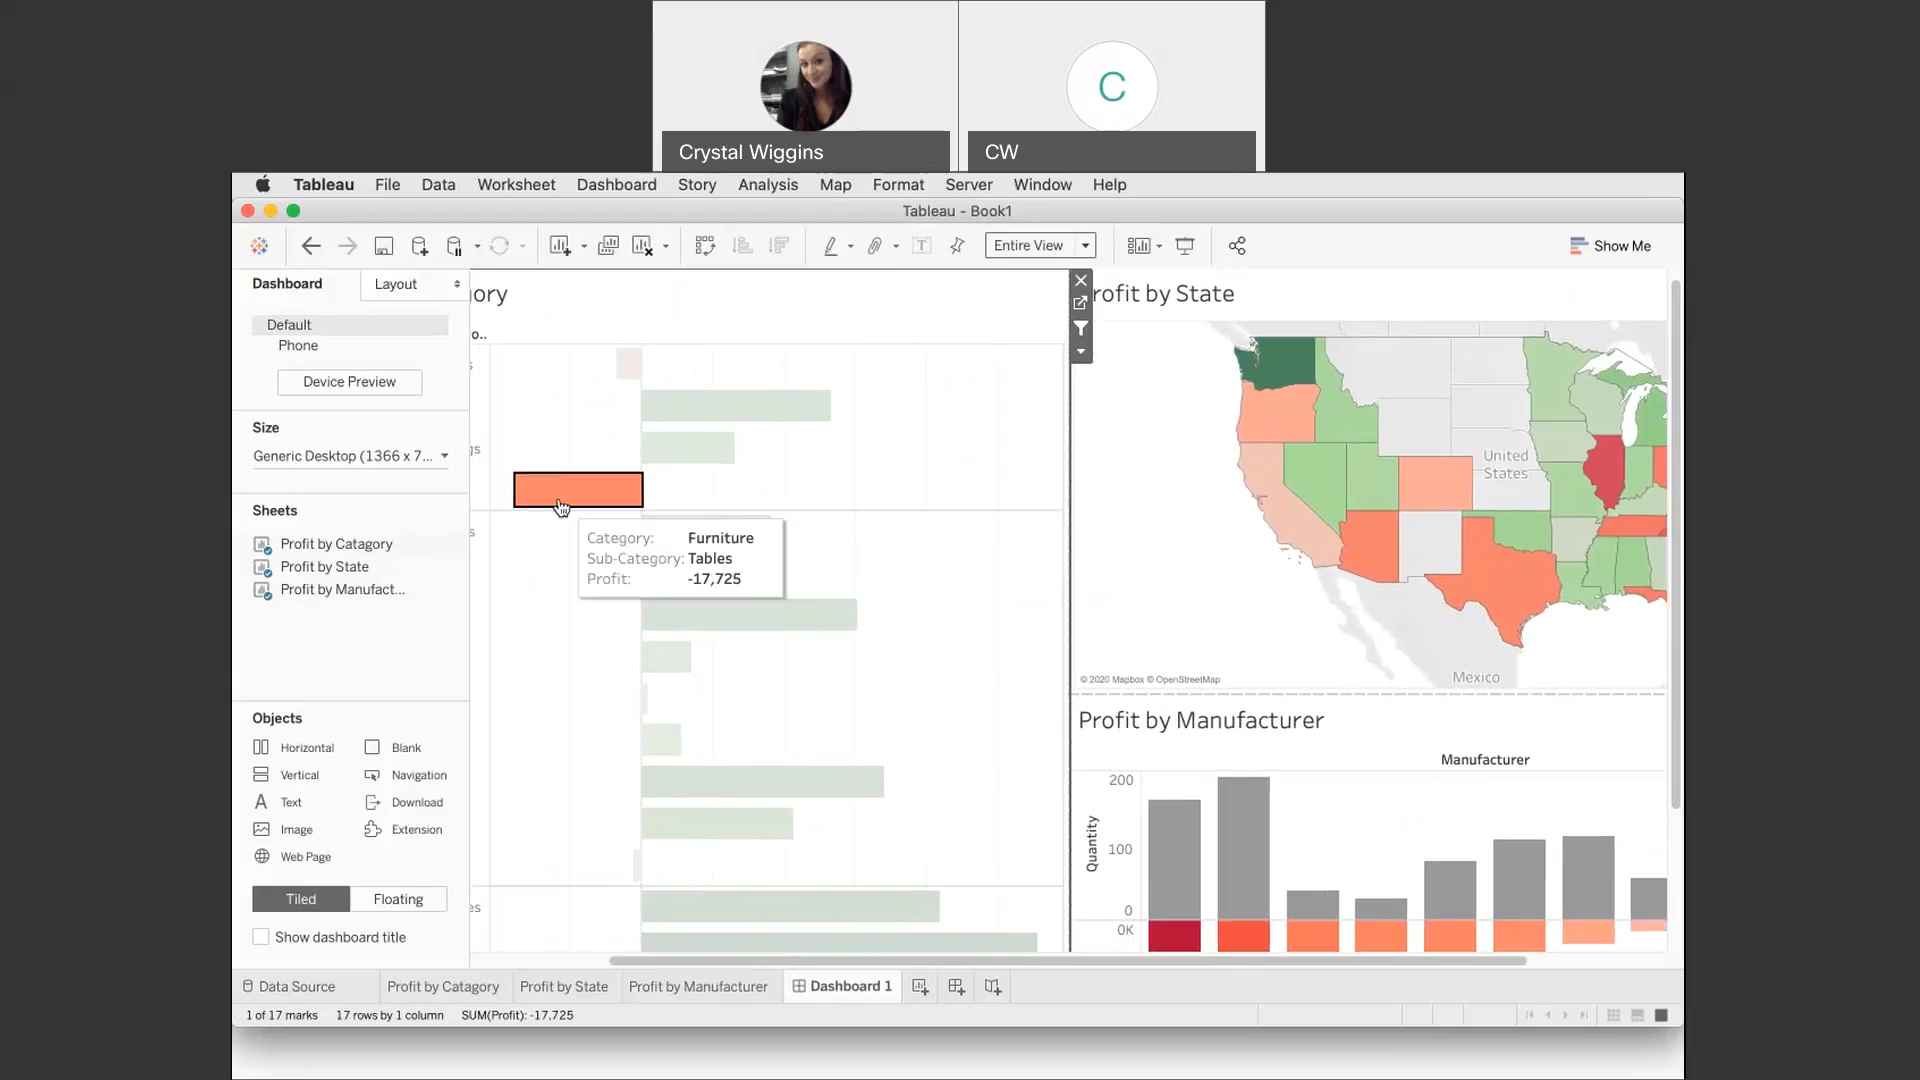 C
Crystal Wiggins
CW
Tableau File Data Worksheet Dashboard Story Analysis Map Format Server Window Help
Tableau - Book1
Entire View
Show Me
Dashboard
Layout
Default
Phone
Device Preview
Size
Generic Desktop (1366 x 7...
Sheets
Profit by Catagory
Profit by State
Profit by Manufact...
Objects
Horizontal
Blank
Vertical
Navigation
A Text
Download
Image
Extension
Web Page
Tiled
Floating
Show dashboard title
ory
o..
s
gs
s
es
Category: Furniture
Sub-Category: Tables
Profit: -17,725
rofit by State
United
States
Mexico
© 2020 Mapbox © OpenStreetMap
Profit by Manufacturer
Manufacturer
Quantity
200
100
0
0K
Data Source
Profit by Catagory
Profit by State
Profit by Manufacturer
Dashboard 1
1 of 17 marks
17 rows by 1 column
SUM(Profit): -17,725